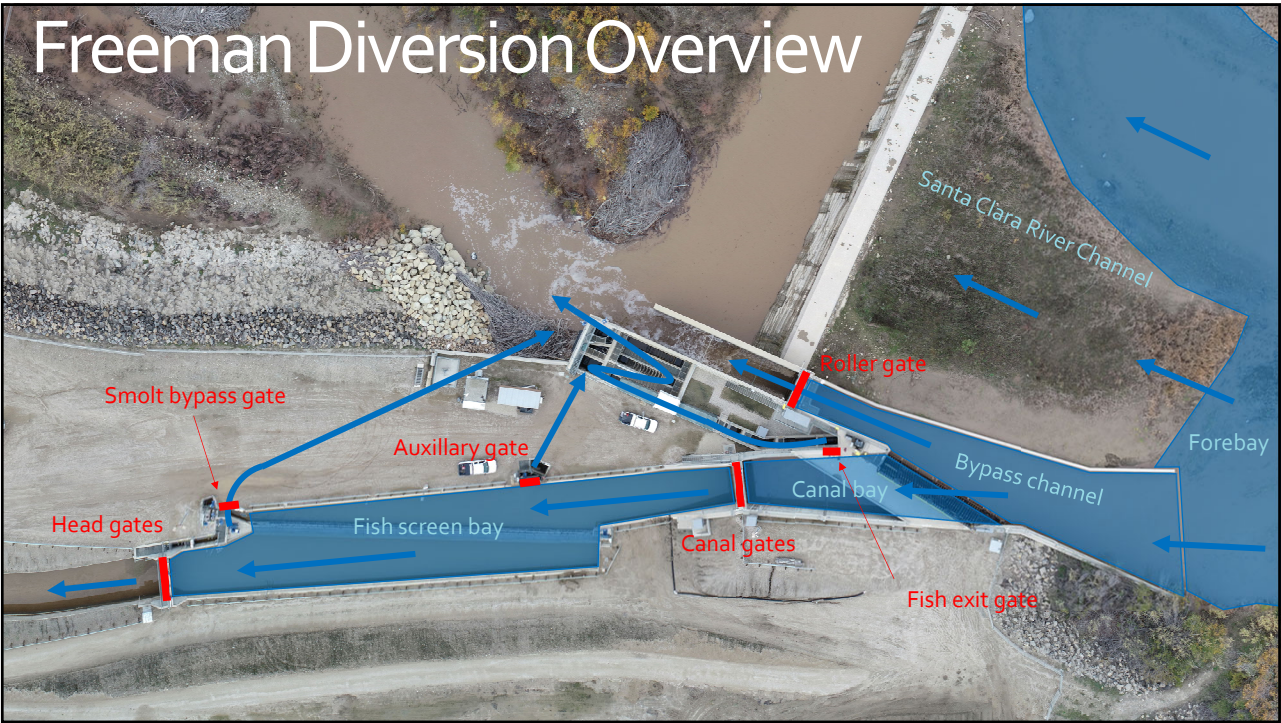 Freeman Diversion Overview
Santa Clara River Channel
Roller gate
Smolt bypass gate
Forebay
Auxillary gate
Bypass channel
Canal bay
Head gates
Fish screen bay
Canal gates
Fish exit gate